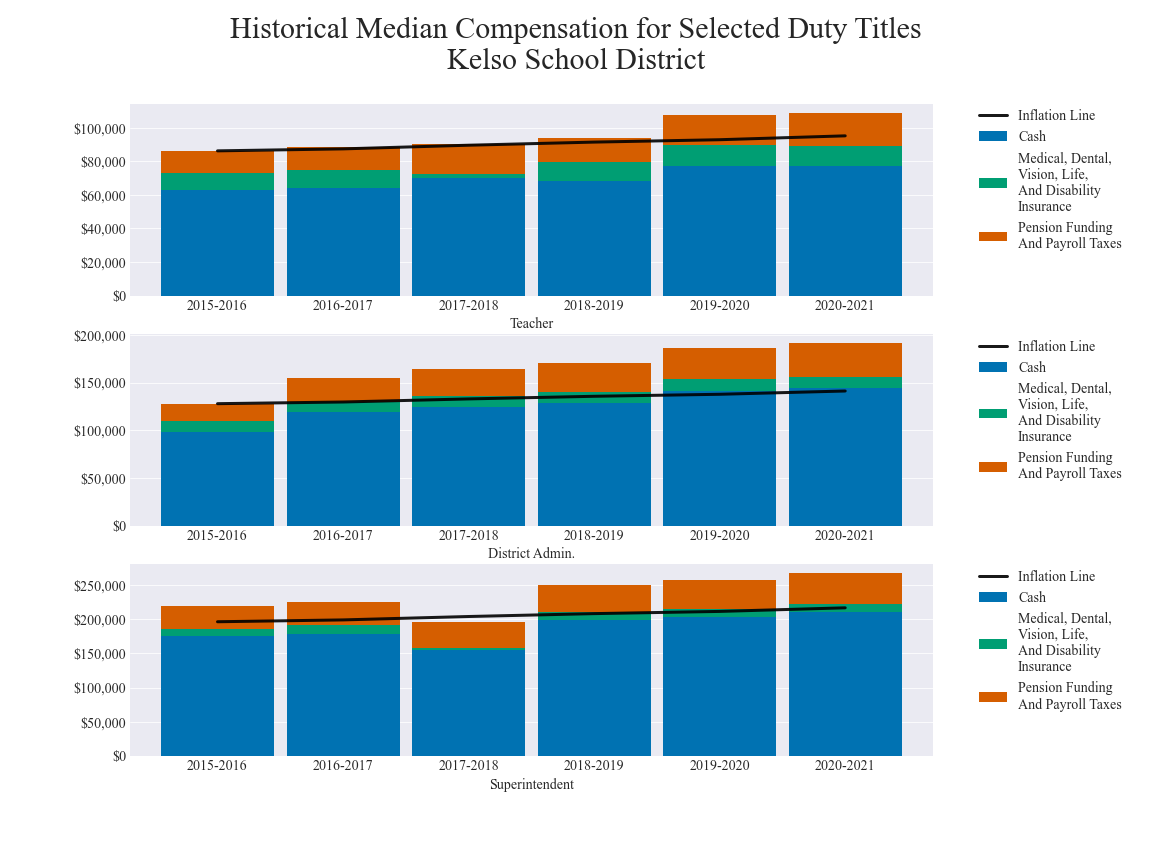 Historical Median Compensation for Selected Duty Titles
Kelso School District
$100,000
$80,000
$60,000
$40,000
$20,000
$0
2015-2016 2016-2017 2017-2018 2018-2019 2019-2020 2020-2021
Teacher
Inflation Line
Cash
Medical, Dental,
Vision, Life,
And Disability
Insurance
Pension Funding
And Payroll Taxes
$200,000
$150,000
$100,000
$50,000
$0
2015-2016 2016-2017 2017-2018 2018-2019 2019-2020 2020-2021
District Admin.
Inflation Line
Cash
Medical, Dental,
Vision, Life,
And Disability
Insurance
Pension Funding
And Payroll Taxes
$250,000
$200,000
$150,000
$100,000
$50,000
$0
2015-2016 2016-2017 2017-2018 2018-2019 2019-2020 2020-2021
Superintendent
Inflation Line
Cash
Medical, Dental,
Vision, Life,
And Disability
Insurance
Pension Funding
And Payroll Taxes